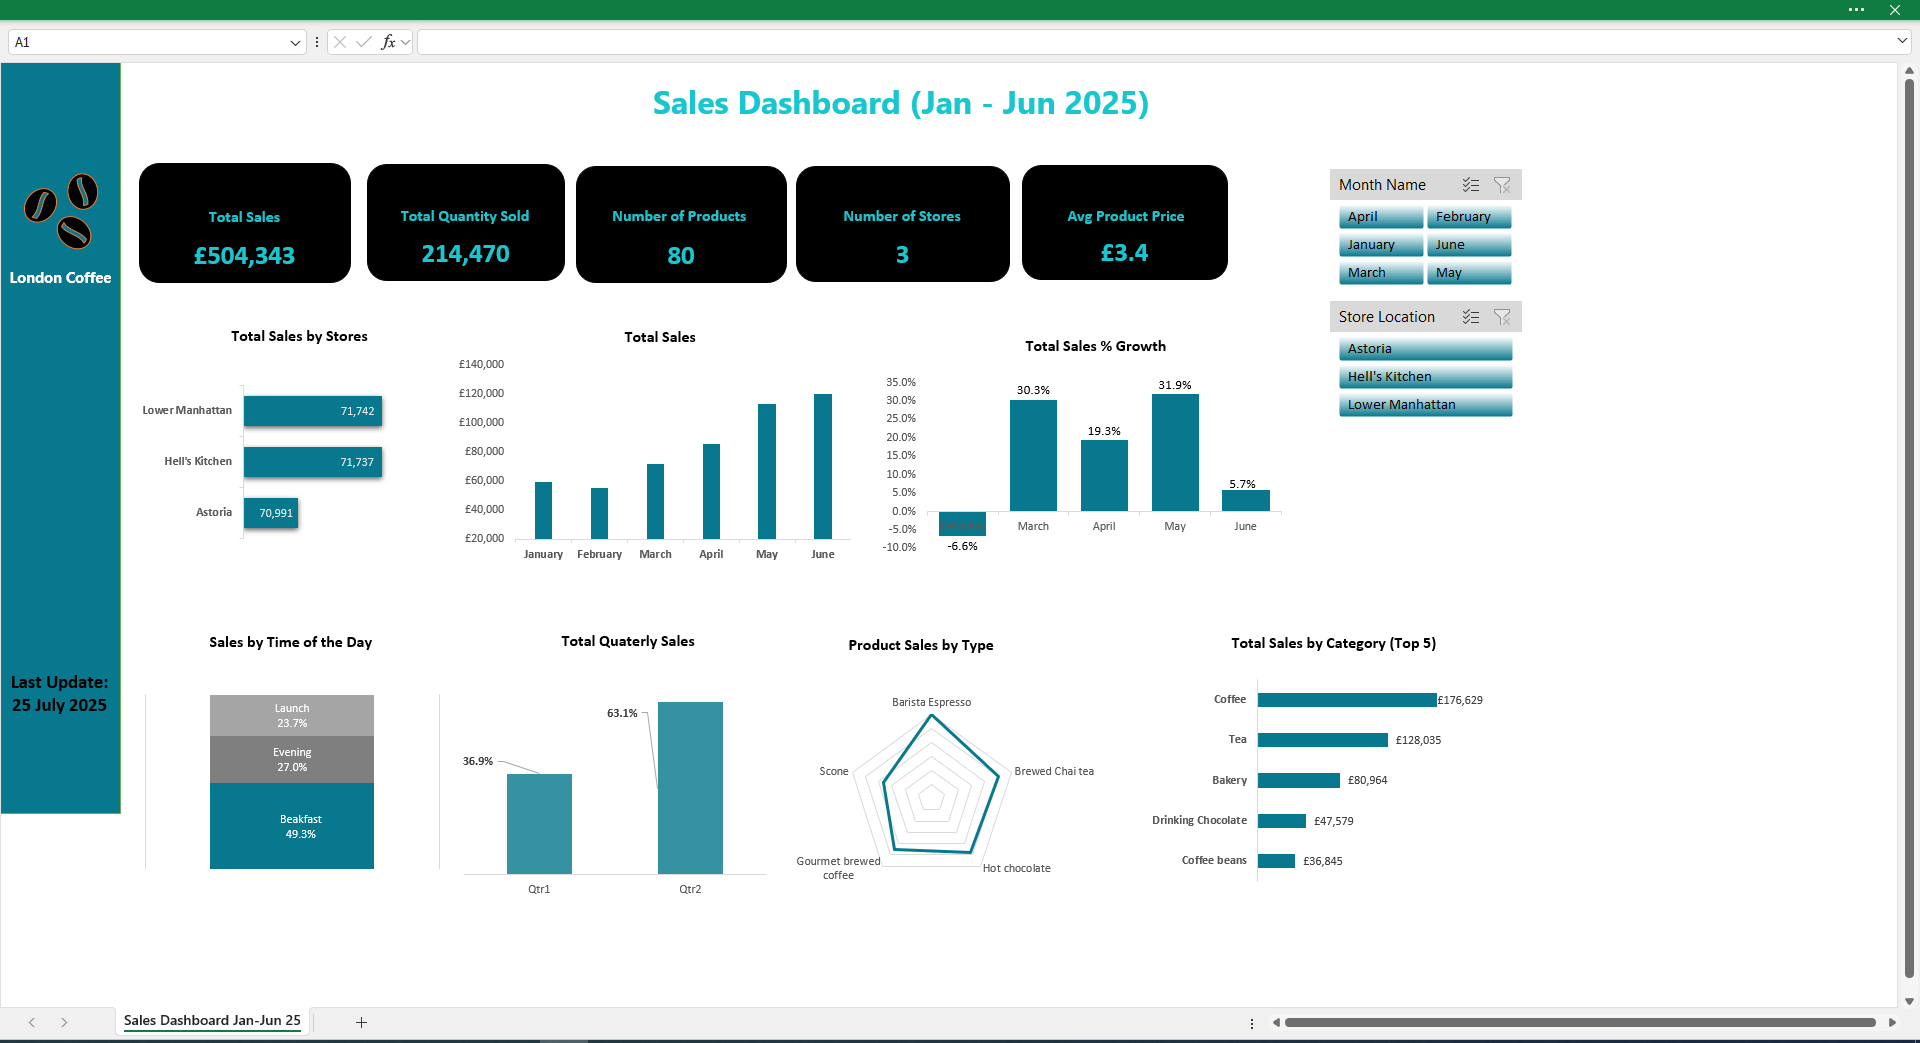 A1
fx
Sales Dashboard (Jan - Jun 2025)
London Coffee
Last Update:
25 July 2025
Total Sales
£504,343
Total Quantity Sold
214,470
Number of Products
80
Number of Stores
3
Avg Product Price
£3.4
Month Name
April
February
January
June
March
May
Store Location
Astoria
Hell's Kitchen
Lower Manhattan
Total Sales by Stores
Lower Manhattan
71,742
Hell's Kitchen
71,737
Astoria
70,991
Total Sales
£140,000
£120,000
£100,000
£80,000
£60,000
£40,000
£20,000
January
February
March
April
May
June
Total Sales % Growth
35.0%
30.0%
25.0%
20.0%
15.0%
10.0%
5.0%
0.0%
-5.0%
-10.0%
-6.6%
30.3%
19.3%
31.9%
5.7%
March
April
May
June
Sales by Time of the Day
Launch
23.7%
Evening
27.0%
Beakfast
49.3%
Total Quaterly Sales
36.9%
63.1%
Qtr1
Qtr2
Product Sales by Type
Barista Espresso
Brewed Chai tea
Hot chocolate
Gourmet brewed
coffee
Scone
Total Sales by Category (Top 5)
Coffee
£176,629
Tea
£128,035
Bakery
£80,964
Drinking Chocolate
£47,579
Coffee beans
£36,845
Sales Dashboard Jan-Jun 25